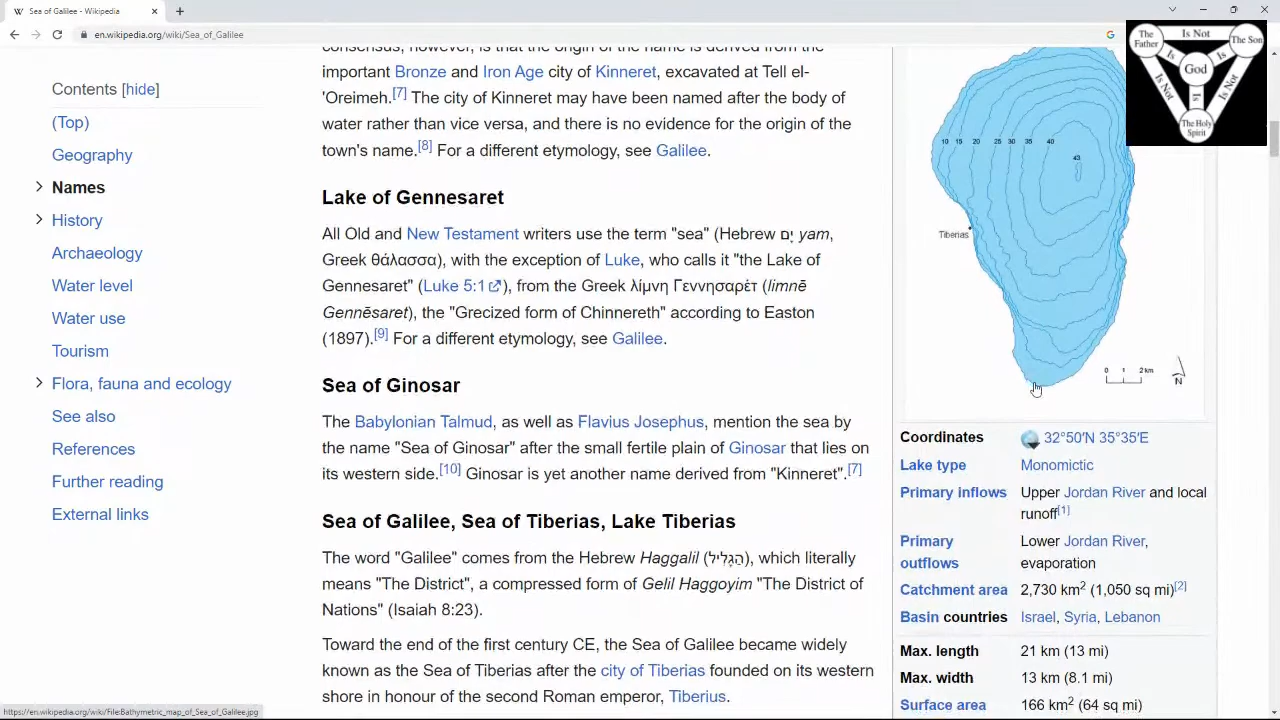 Sea of Galilee - Wikipedia
en.wikipedia.org/wiki/Sea_of_Galilee
The Father
Is Not
The Son
Is
Is
God
Is Not
Is
Is Not
The Holy Spirit
Contents [hide]
(Top)
Geography
Names
History
Archaeology
Water level
Water use
Tourism
Flora, fauna and ecology
See also
References
Further reading
External links
consensus, however, is that the origin of the name is derived from the
important Bronze and Iron Age city of Kinneret, excavated at Tell el-
'Oreimeh.[7] The city of Kinneret may have been named after the body of
water rather than vice versa, and there is no evidence for the origin of the
town's name.[8] For a different etymology, see Galilee.
Lake of Gennesaret
All Old and New Testament writers use the term "sea" (Hebrew יָם yam,
Greek θάλασσα), with the exception of Luke, who calls it "the Lake of
Gennesaret" (Luke 5:1), from the Greek λίμνη Γεννησαρέτ (limnē
Gennēsaret), the "Grecized form of Chinnereth" according to Easton
(1897).[9] For a different etymology, see Galilee.
Sea of Ginosar
The Babylonian Talmud, as well as Flavius Josephus, mention the sea by
the name "Sea of Ginosar" after the small fertile plain of Ginosar that lies on
its western side.[10] Ginosar is yet another name derived from "Kinneret".[7]
Sea of Galilee, Sea of Tiberias, Lake Tiberias
The word "Galilee" comes from the Hebrew Haggalil (הַגָלִיל), which literally
means "The District", a compressed form of Gelil Haggoyim "The District of
Nations" (Isaiah 8:23).
Toward the end of the first century CE, the Sea of Galilee became widely
known as the Sea of Tiberias after the city of Tiberias founded on its western
shore in honour of the second Roman emperor, Tiberius.
10 15 20 25 30 35 40
43
Tiberias
0 1 2 km
N
Coordinates 32°50′N 35°35′E
Lake type Monomictic
Primary inflows Upper Jordan River and local
runoff[1]
Primary outflows Lower Jordan River,
evaporation
Catchment area 2,730 km2 (1,050 sq mi)[2]
Basin countries Israel, Syria, Lebanon
Max. length 21 km (13 mi)
Max. width 13 km (8.1 mi)
Surface area 166 km2 (64 sq mi)
https://en.wikipedia.org/wiki/File:Bathymetric_map_of_Sea_of_Galilee.jpg